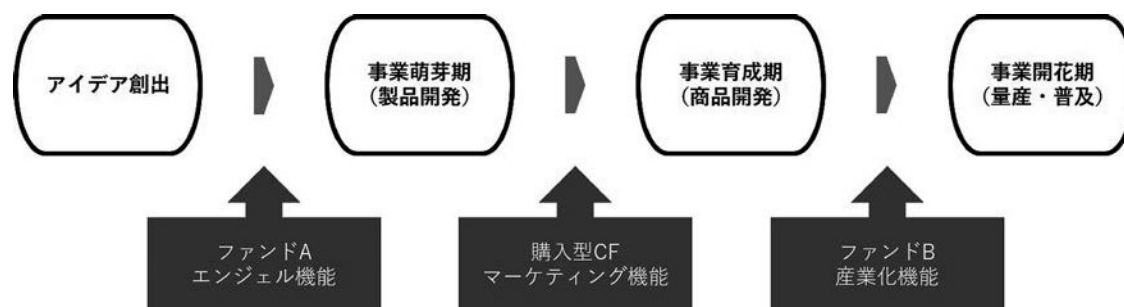 アイデア創出
事業萌芽期
(製品開発)
事業育成期
(商品開発)
事業開花期
(量産・普及)
ファンドA
エンジェル機能
購入型CF
マーケティング機能
ファンドB
産業化機能